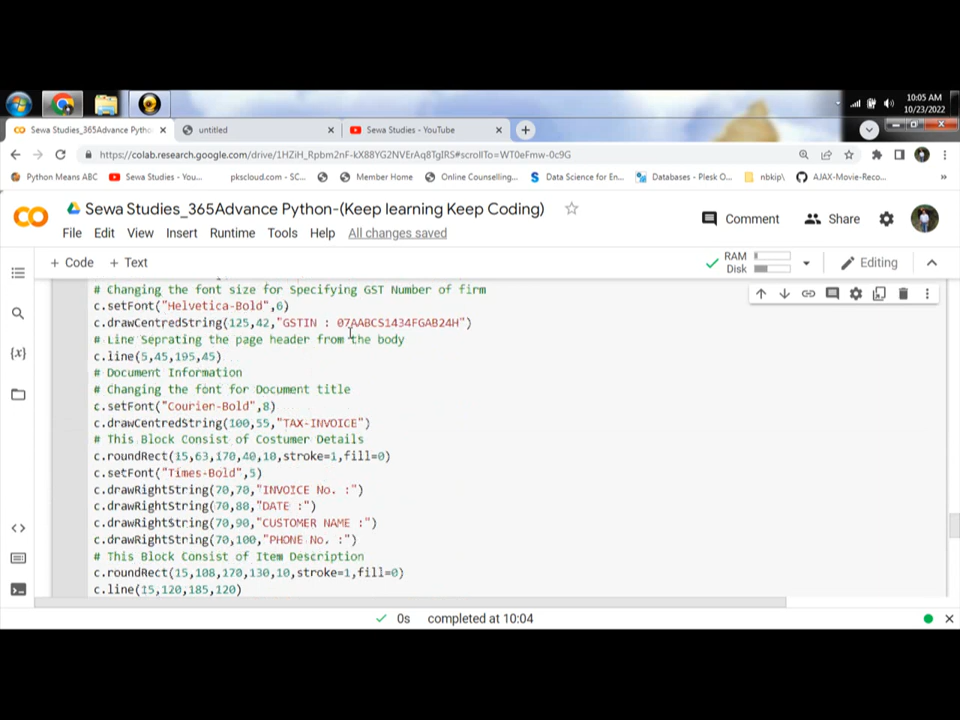 10:05 AM
10/23/2022
Sewa Studies_365Advance Python-
untitled
Sewa Studies - YouTube
https://colab.research.google.com/drive/1HZiH_Rpbm2nF-kX88YG2NVErAq8TgIRS#scrollTo=WT0eFmw-0c9G
Python Means ABC
Sewa Studies - You...
pkscloud.com - SC...
Member Home
Online Counselling...
Data Science for En...
Databases - Plesk O...
nbkip\
AJAX-Movie-Reco...
»
CO
Sewa Studies_365Advance Python-(Keep learning Keep Coding)
Comment
Share
File Edit View Insert Runtime Tools Help All changes saved
+ Code + Text
RAM
Disk
Editing
# Changing the font size for Specifying GST Number of firm
c.setFont("Helvetica-Bold",6)
c.drawCentredString(125,42,"GSTIN : 07AABCS1434FGAB24H")
# Line Seprating the page header from the body
c.line(5,45,195,45)
# Document Information
# Changing the font for Document title
c.setFont("Courier-Bold",8)
c.drawCentredString(100,55,"TAX-INVOICE")
# This Block Consist of Costumer Details
c.roundRect(15,63,170,40,10,stroke=1,fill=0)
c.setFont("Times-Bold",5)
c.drawRightString(70,70,"INVOICE No. :")
c.drawRightString(70,80,"DATE :")
c.drawRightString(70,90,"CUSTOMER NAME :")
c.drawRightString(70,100,"PHONE No. :")
# This Block Consist of Item Description
c.roundRect(15,108,170,130,10,stroke=1,fill=0)
c.line(15,120,185,120)
{x}
0s completed at 10:04